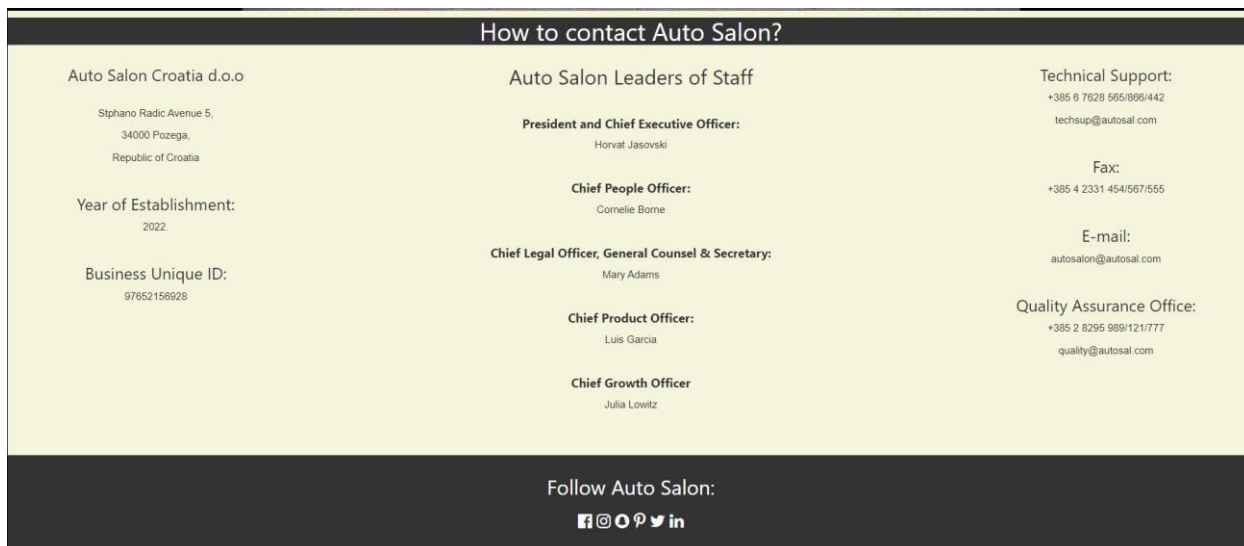 How to contact Auto Salon?
Auto Salon Croatia d.o.o
Stphano Radic Avenue 5,
34000 Pozega,
Republic of Croatia
Year of Establishment:
2022.
Business Unique ID:
97652156928
Auto Salon Leaders of Staff
President and Chief Executive Officer:
Horvat Jasovski
Chief People Officer:
Cornelie Borne
Chief Legal Officer, General Counsel & Secretary:
Mary Adams
Chief Product Officer:
Luis Garcia
Chief Growth Officer
Julia Lowitz
Technical Support:
+385 6 7628 565/866/442
techsup@autosal.com
Fax:
+385 4 2331 454/567/555
E-mail:
autosalon@autosal.com
Quality Assurance Office:
+385 2 8295 989/121/777
quality@autosal.com
Follow Auto Salon: